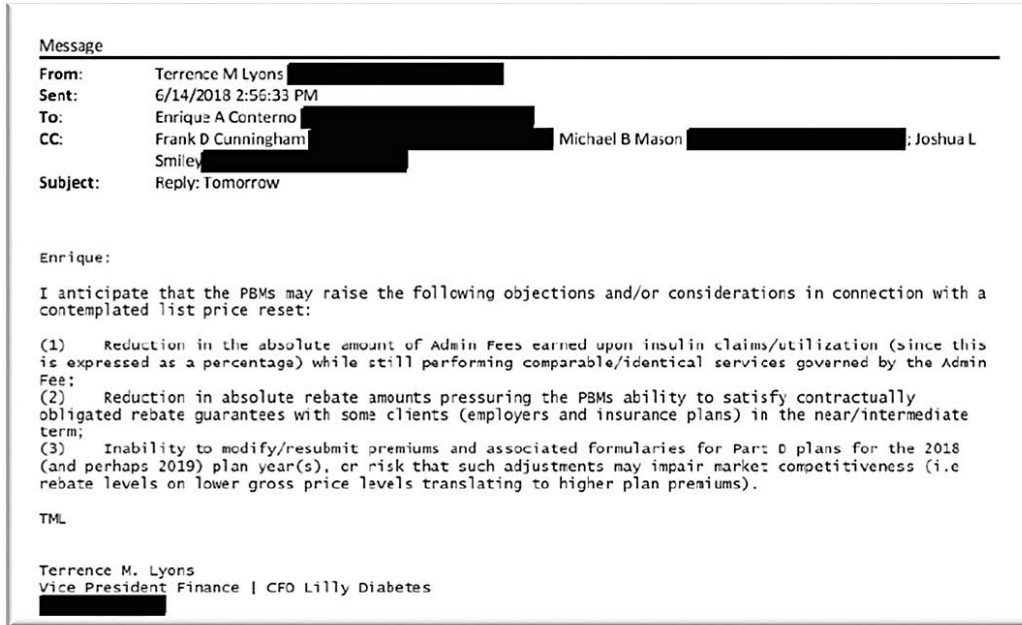 Message
From: Terrence M Lyons
Sent: 6/14/2018 2:56:33 PM
To: Enrique A Conterno
CC: Frank D Cunningham Michael B Mason ; Joshua L
Smiley
Subject: Reply: Tomorrow
Enrique:
I anticipate that the PBMs may raise the following objections and/or considerations in connection with a
contemplated list price reset:
(1) Reduction in the absolute amount of Admin Fees earned upon insulin claims/utilization (since this
is expressed as a percentage) while still performing comparable/identical services governed by the Admin
Fee;
(2) Reduction in absolute rebate amounts pressuring the PBMs ability to satisfy contractually
obligated rebate guarantees with some clients (employers and insurance plans) in the near/intermediate
term;
(3) Inability to modify/resubmit premiums and associated formularies for Part D plans for the 2018
(and perhaps 2019) plan year(s), or risk that such adjustments may impair market competitiveness (i.e
rebate levels on lower gross price levels translating to higher plan premiums).
TML
Terrence M. Lyons
Vice President Finance | CFO Lilly Diabetes